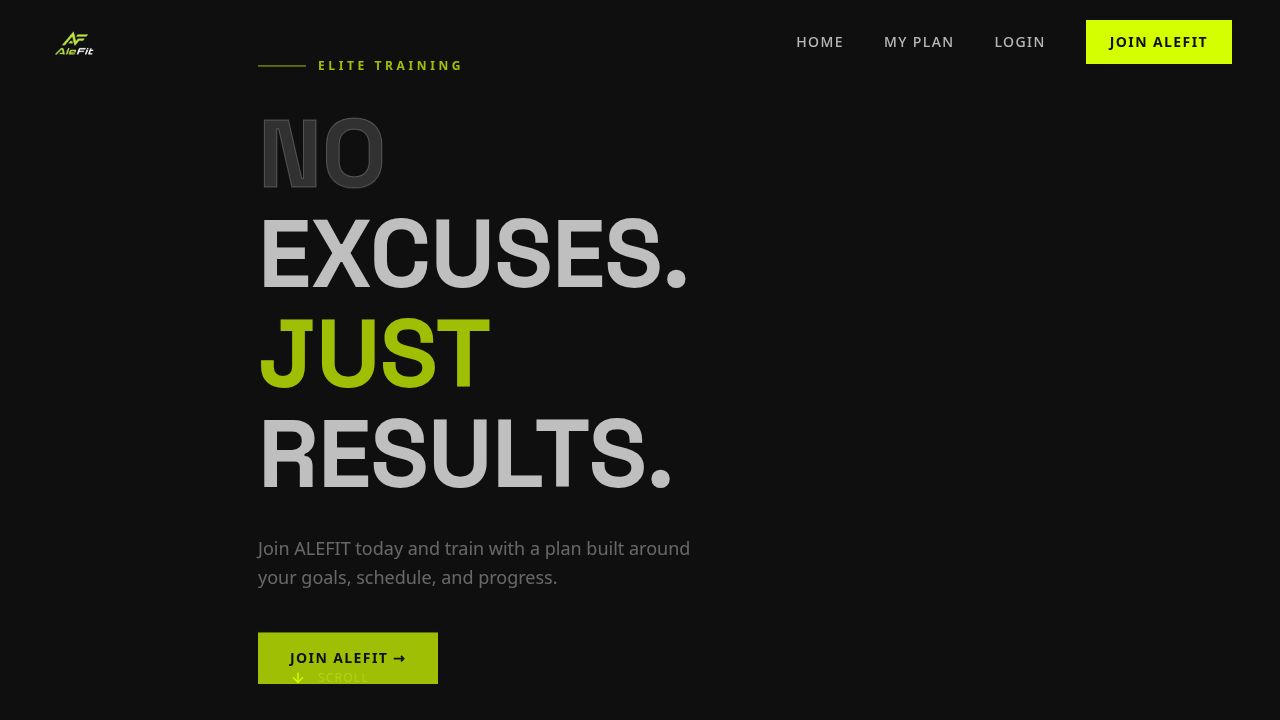 AF
AleFit
HOME
MY PLAN
LOGIN
JOIN ALEFIT
ELITE TRAINING
NO
EXCUSES.
JUST
RESULTS.
Join ALEFIT today and train with a plan built around
your goals, schedule, and progress.
JOIN ALEFIT →
↓ SCROLL